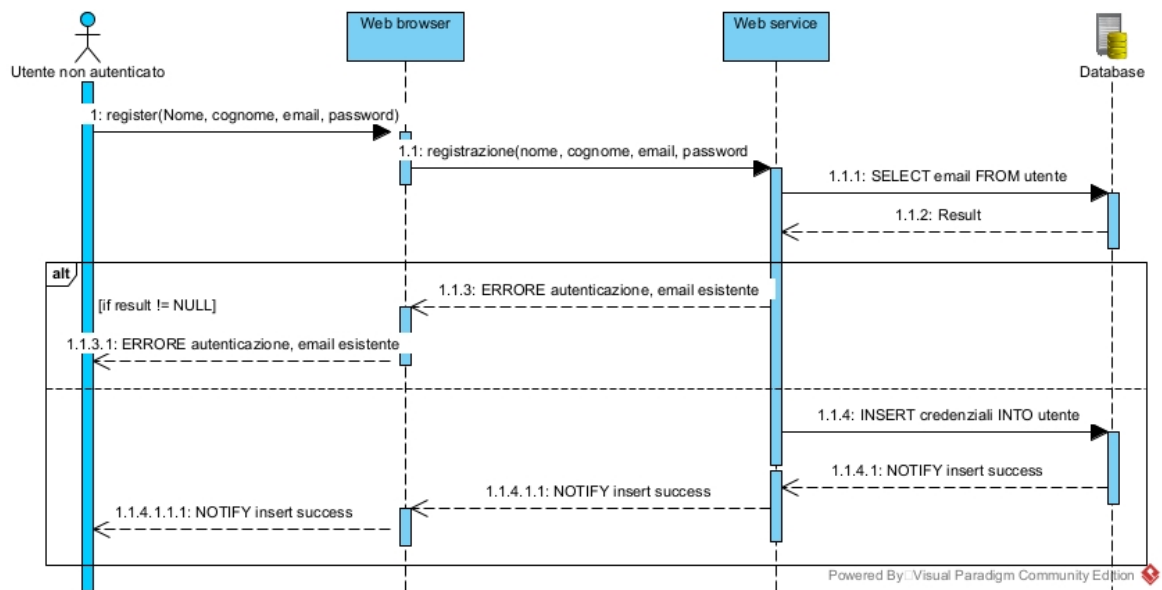 Web browser
Web service
Utente non autenticato
Database
1: register(Nome, cognome, email, password)
1.1: registrazione(nome, cognome, email, password
1.1.1: SELECT email FROM utente
1.1.2: Result
alt
1.1.3: ERRORE autenticazione, email esistente
[if result != NULL]
1.1.3.1: ERRORE autenticazione, email esistente
1.1.4: INSERT credenziali INTO utente
1.1.4.1: NOTIFY insert success
1.1.4.1.1: NOTIFY insert success
1.1.4.1.1.1: NOTIFY insert success
Powered By Visual Paradigm Community Edition